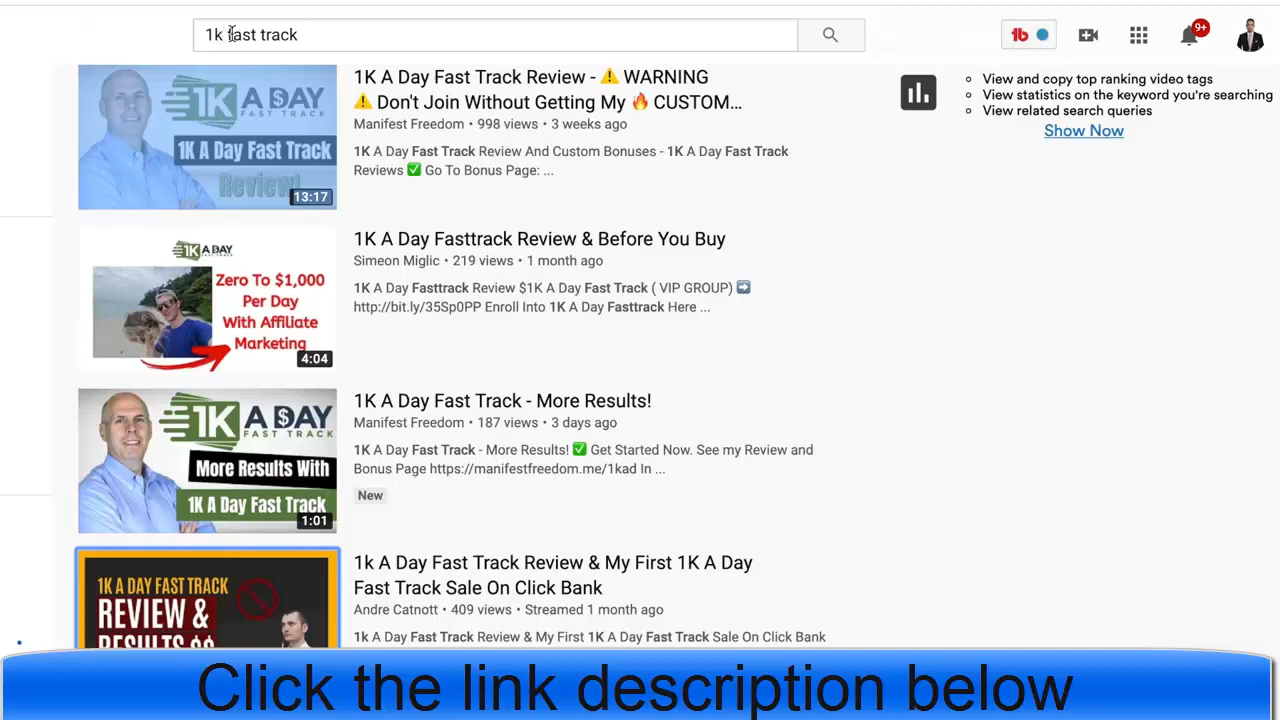 1k fast track
9+
1K A DAY
FAST TRACK
1K A Day Fast Track
Review!
13:17
1K A Day Fast Track Review - ⚠️ WARNING
⚠️ Don't Join Without Getting My 🔥 CUSTOM...
Manifest Freedom • 998 views • 3 weeks ago
1K A Day Fast Track Review And Custom Bonuses - 1K A Day Fast Track
Reviews ✅ Go To Bonus Page: ...
View and copy top ranking video tags
View statistics on the keyword you're searching
View related search queries
Show Now
1K A DAY
Zero To $1,000
Per Day
With Affiliate
Marketing
4:04
1K A Day Fasttrack Review & Before You Buy
Simeon Miglic • 219 views • 1 month ago
1K A Day Fasttrack Review $1K A Day Fast Track ( VIP GROUP) ➡️
http://bit.ly/35Sp0PP Enroll Into 1K A Day Fasttrack Here ...
1K A DAY
FAST TRACK
More Results With
1K A Day Fast Track
1:01
1K A Day Fast Track - More Results!
Manifest Freedom • 187 views • 3 days ago
1K A Day Fast Track - More Results! ✅ Get Started Now. See my Review and
Bonus Page https://manifestfreedom.me/1kad In ...
New
1K A DAY FAST TRACK
REVIEW &
RESULTS $$
1k A Day Fast Track Review & My First 1K A Day
Fast Track Sale On Click Bank
Andre Catnott • 409 views • Streamed 1 month ago
1k A Day Fast Track Review & My First 1K A Day Fast Track Sale On Click Bank
Click the link description below